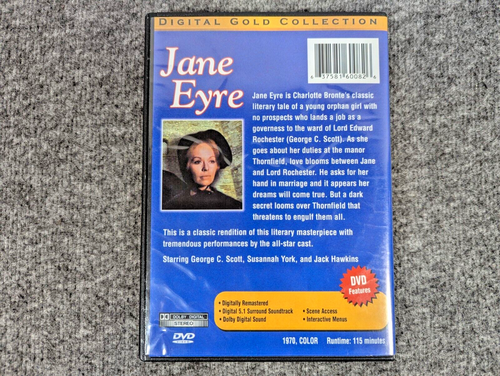 DIGITAL GOLD COLLECTION
Jane
Eyre
6 37581 60082 6
Jane Eyre is Charlotte Bronte's classic
literary tale of a young orphan girl with
no prospects who lands a job as a
governess to the ward of Lord Edward
Rochester (George C. Scott). As she
goes about her duties at the manor
Thornfield, love blooms between Jane
and Lord Rochester. He asks for her
hand in marriage and it appears her
dreams will come true. But a dark
secret looms over Thornfield that
threatens to engulf them all.
This is a classic rendition of this literary masterpiece with
tremendous performances by the all-star cast.
Starring George C. Scott, Susannah York, and Jack Hawkins
DVD
Features
• Digitally Remastered
• Digital 5.1 Surround Soundtrack
• Dolby Digital Sound
• Scene Access
• Interactive Menus
DOLBY DIGITAL
STEREO
DVD
1970, COLOR Runtime: 115 minutes